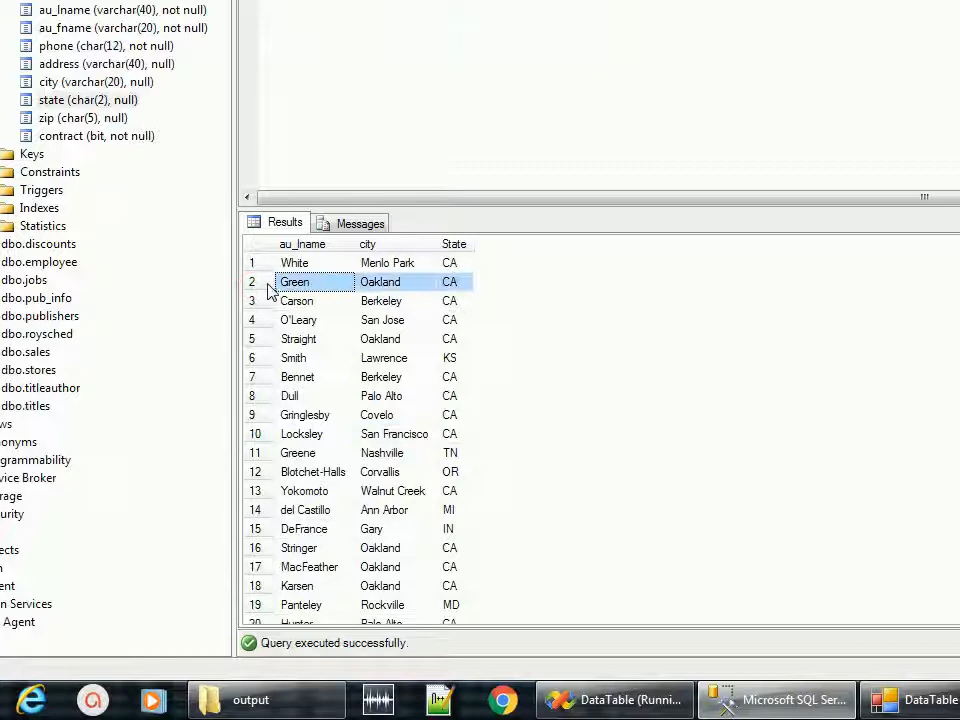 au_lname (varchar(40), not null)
au_fname (varchar(20), not null)
phone (char(12), not null)
address (varchar(40), not null)
city (varchar(20), null)
state (char(2), null)
zip (char(5), null)
contract (bit, not null)
Keys
Constraints
Triggers
Indexes
Statistics
dbo.discounts
dbo.employee
dbo.jobs
dbo.pub_info
dbo.publishers
dbo.roysched
dbo.sales
dbo.stores
dbo.titleauthor
dbo.titles
ws
onyms
grammability
vice Broker
rage
urity
ects
n
ent
n Services
Agent
Results Messages
au_lname city State
1 White Menlo Park CA
2 Green Oakland CA
3 Carson Berkeley CA
4 O'Leary San Jose CA
5 Straight Oakland CA
6 Smith Lawrence KS
7 Bennet Berkeley CA
8 Dull Palo Alto CA
9 Gringlesby Covelo CA
10 Locksley San Francisco CA
11 Greene Nashville TN
12 Blotchet-Halls Corvallis OR
13 Yokomoto Walnut Creek CA
14 del Castillo Ann Arbor MI
15 DeFrance Gary IN
16 Stringer Oakland CA
17 MacFeather Oakland CA
18 Karsen Oakland CA
19 Panteley Rockville MD
20 Hunter Palo Alto CA
Query executed successfully.
output
DataTable (Runni...
Microsoft SQL Ser...
DataTable